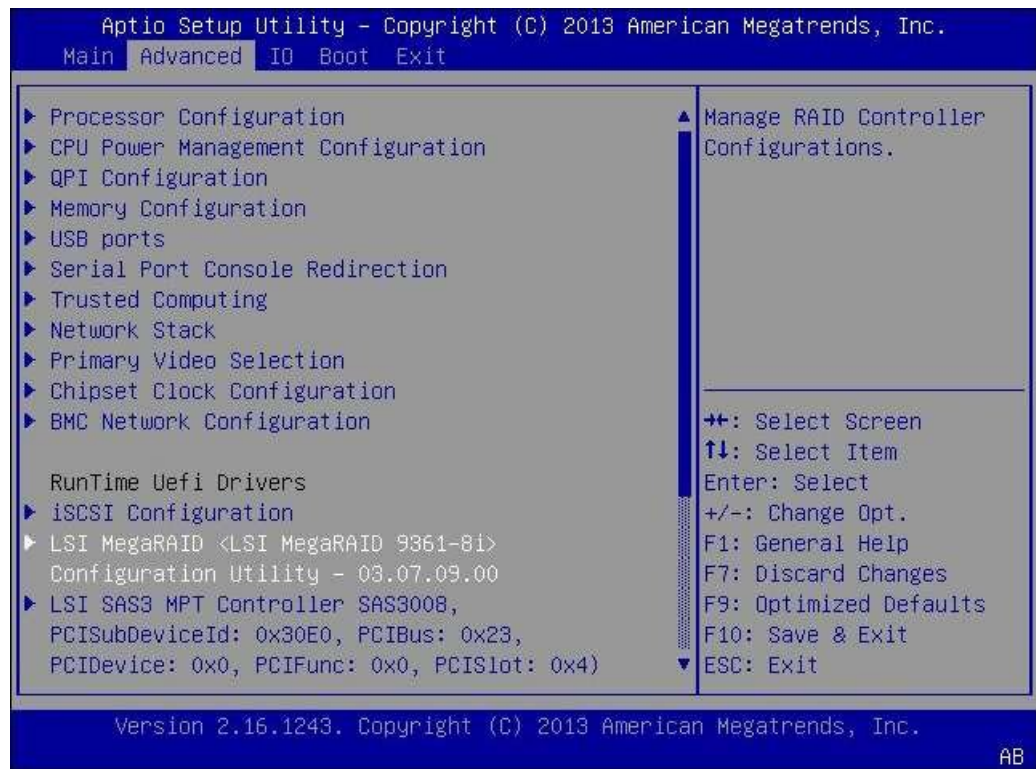 Aptio Setup Utility – Copyright (C) 2013 American Megatrends, Inc.
Main Advanced IO Boot Exit
Processor Configuration
CPU Power Management Configuration
QPI Configuration
Memory Configuration
USB ports
Serial Port Console Redirection
Trusted Computing
Network Stack
Primary Video Selection
Chipset Clock Configuration
BMC Network Configuration
RunTime Uefi Drivers
iSCSI Configuration
LSI MegaRAID <LSI MegaRAID 9361-8i>
Configuration Utility – 03.07.09.00
LSI SAS3 MPT Controller SAS3008,
PCISubDeviceId: 0x30E0, PCIBus: 0x23,
PCIDevice: 0x0, PCIFunc: 0x0, PCISlot: 0x4)
Manage RAID Controller
Configurations.
→←: Select Screen
↑↓: Select Item
Enter: Select
+/-: Change Opt.
F1: General Help
F7: Discard Changes
F9: Optimized Defaults
F10: Save & Exit
ESC: Exit
Version 2.16.1243. Copyright (C) 2013 American Megatrends, Inc.
AB